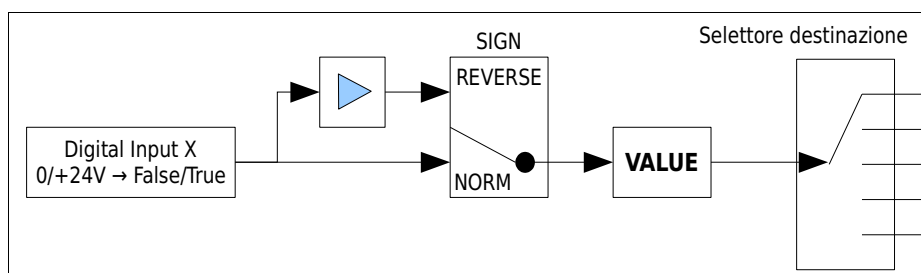 SIGN
Selettore destinazione
REVERSE
Digital Input X
0/+24V → False/True
NORM
VALUE